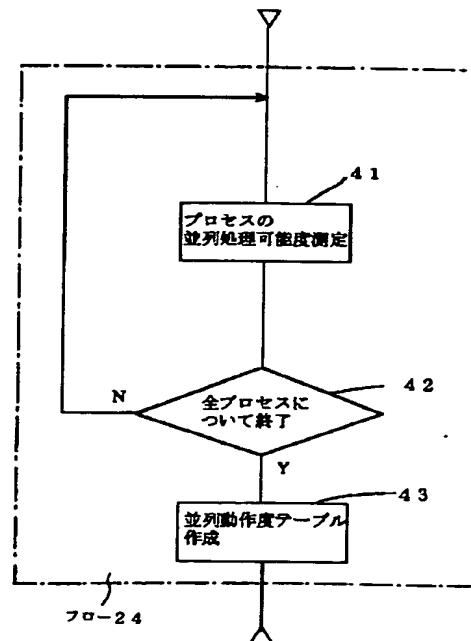 41
プロセスの
並列処理可能度測定
42
N
全プロセスに
ついて終了
Y
43
並列動作度テーブル
作成
フロー24